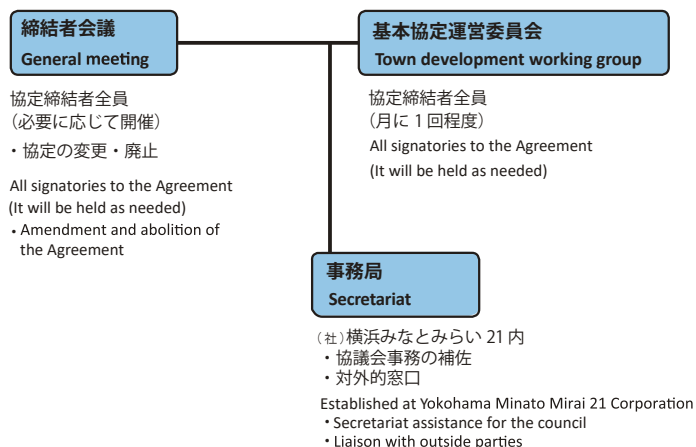 締結者会議
General meeting
協定締結者全員
(必要に応じて開催)
・協定の変更・廃止
All signatories to the Agreement
(It will be held as needed)
• Amendment and abolition of
the Agreement
基本協定運営委員会
Town development working group
協定締結者全員
(月に1回程度)
All signatories to the Agreement
(It will be held as needed)
事務局
Secretariat
(社)横浜みなとみらい21内
・協議会事務の補佐
・対外的窓口
Established at Yokohama Minato Mirai 21 Corporation
• Secretariat assistance for the council
• Liaison with outside parties